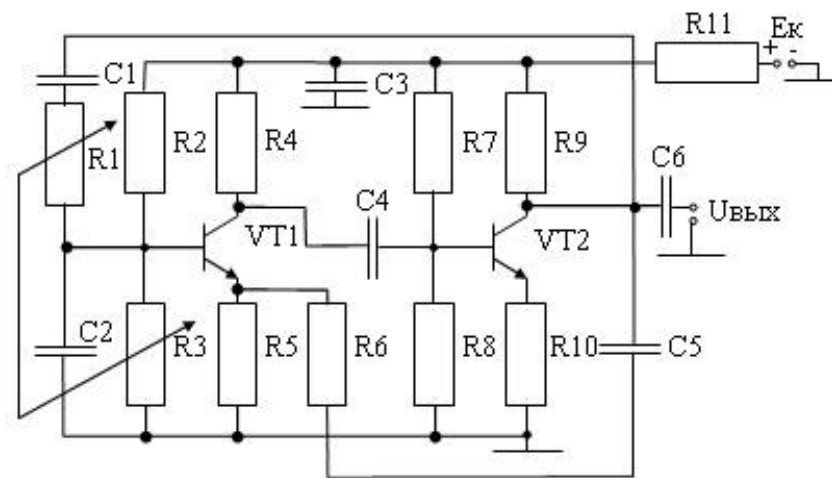 R11
Eк
+
-
C1
C3
R1
R2
R4
R7
R9
C6
C4
VT1
VT2
Uвых
C2
R3
R5
R6
R8
R10
C5